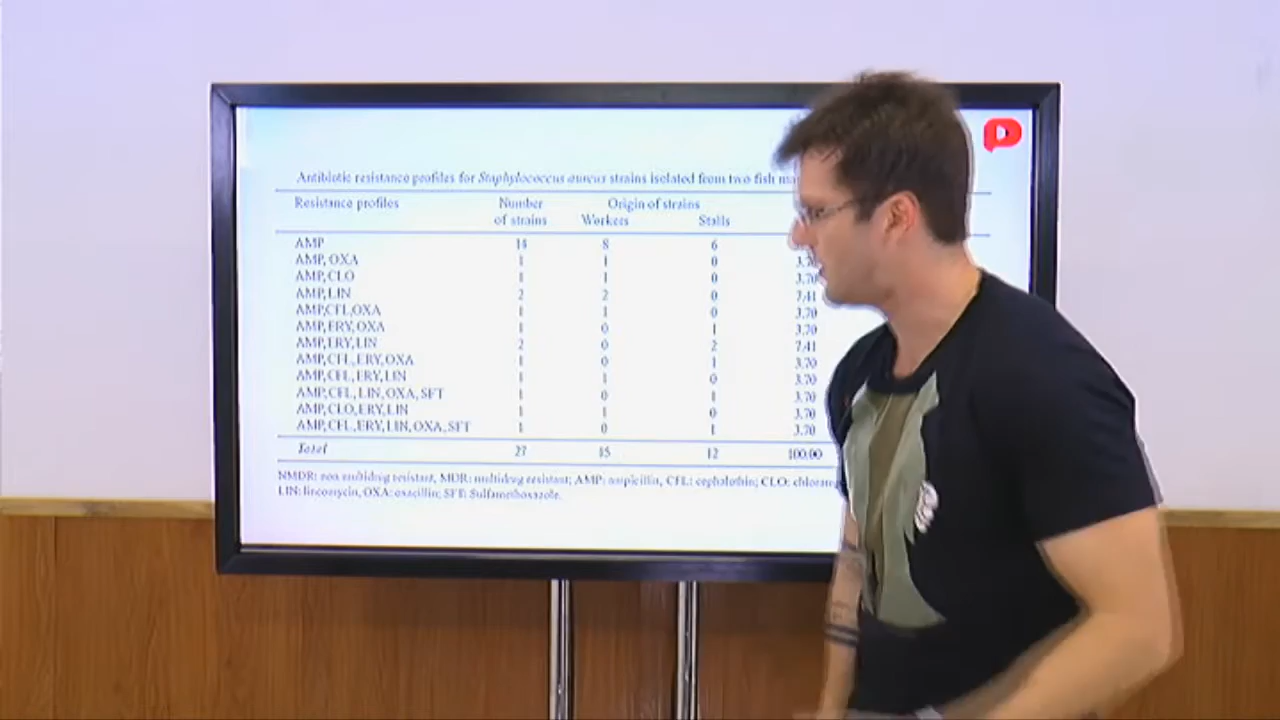 Antibiotic resistance profiles for Staphylococcus aureus strains isolated from two fish
Resistance profiles Number Origin of strains
of strains Workers Stalls
AMP 14 8 6
AMP, OXA 1 1 0 3,70
AMP, CLO 1 1 0 3,70
AMP, LIN 2 2 0 7,41
AMP, CFL, OXA 1 1 0 3,70
AMP, ERY, OXA 1 0 1 3,70
AMP, ERY, LIN 2 0 2 7,41
AMP, CFL, ERY, OXA 1 0 1 3,70
AMP, CFL, ERY, LIN 1 1 0 3,70
AMP, CFL, LIN, OXA, SFT 1 0 1 3,70
AMP, CLO, ERY, LIN 1 1 0 3,70
AMP, CFL, ERY, LIN, OXA, SFT 1 0 1 3,70
Total 27 15 12 100.00
NMDR: non multidrug resistant, MDR: multidrug resistant; AMP: ampicillin, CFL: cephalothin; CLO:
LIN: lincomycin, OXA: oxacillin; SFT: Sulfamethoxazole.